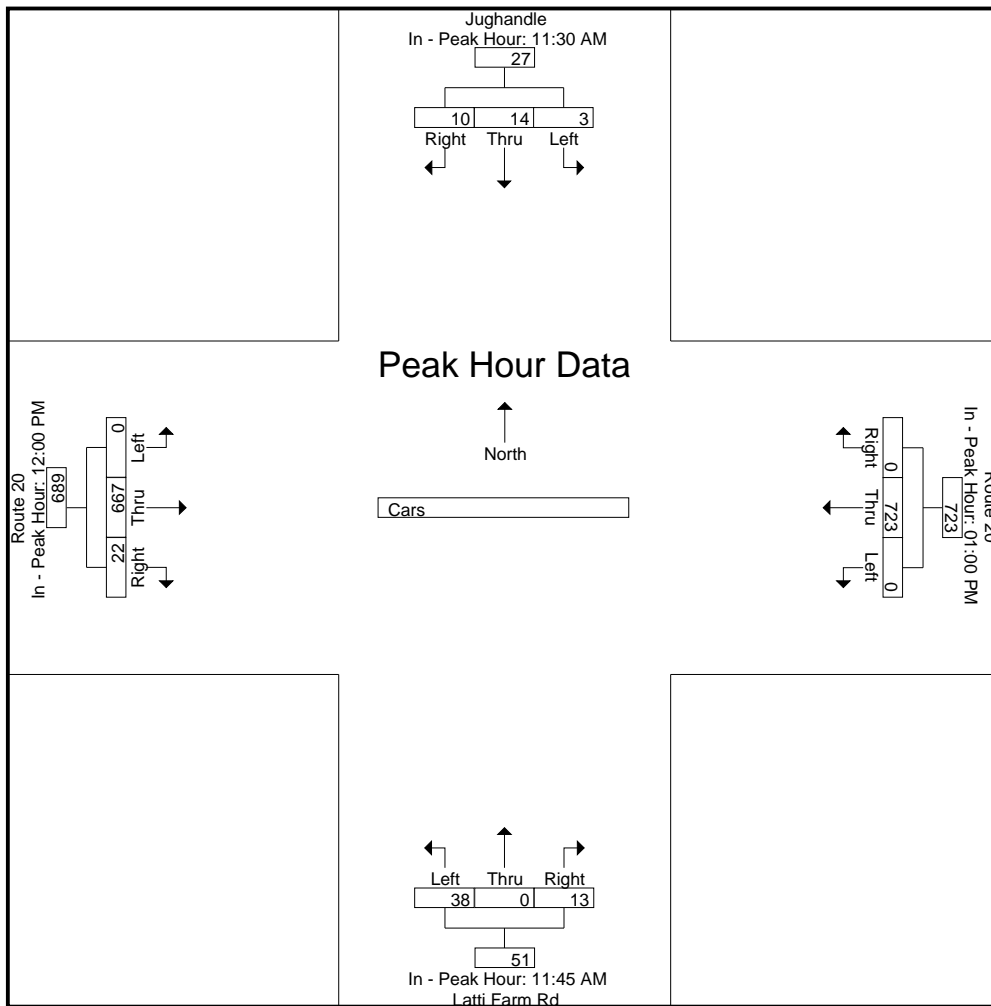 Jughandle
In - Peak Hour: 11:30 AM
27
10 14 3
Right Thru Left
Peak Hour Data
North
Cars
Route 20
In - Peak Hour: 12:00 PM
689
0 667 22
Left Thru Right
Route 20
In - Peak Hour: 01:00 PM
723
0 723 0
Right Thru Left
Left Thru Right
38 0 13
51
In - Peak Hour: 11:45 AM
Latti Farm Rd